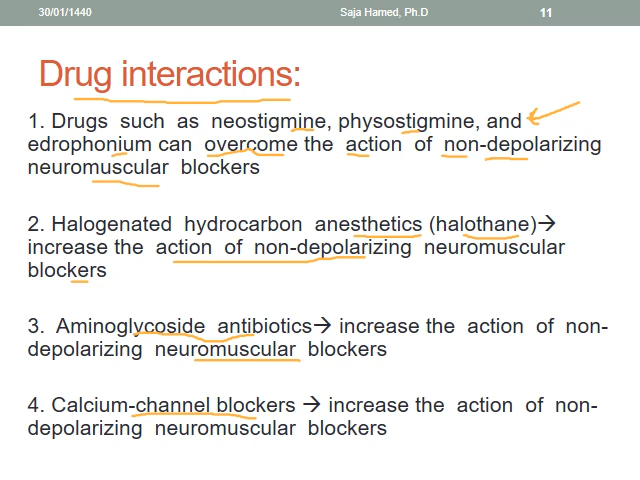 30/01/1440 Saja Hamed, Ph.D 11
Drug interactions:
1. Drugs such as neostigmine, physostigmine, and
edrophonium can overcome the action of non-depolarizing
neuromuscular blockers
2. Halogenated hydrocarbon anesthetics (halothane)→
increase the action of non-depolarizing neuromuscular
blockers
3. Aminoglycoside antibiotics→ increase the action of non-
depolarizing neuromuscular blockers
4. Calcium-channel blockers → increase the action of non-
depolarizing neuromuscular blockers